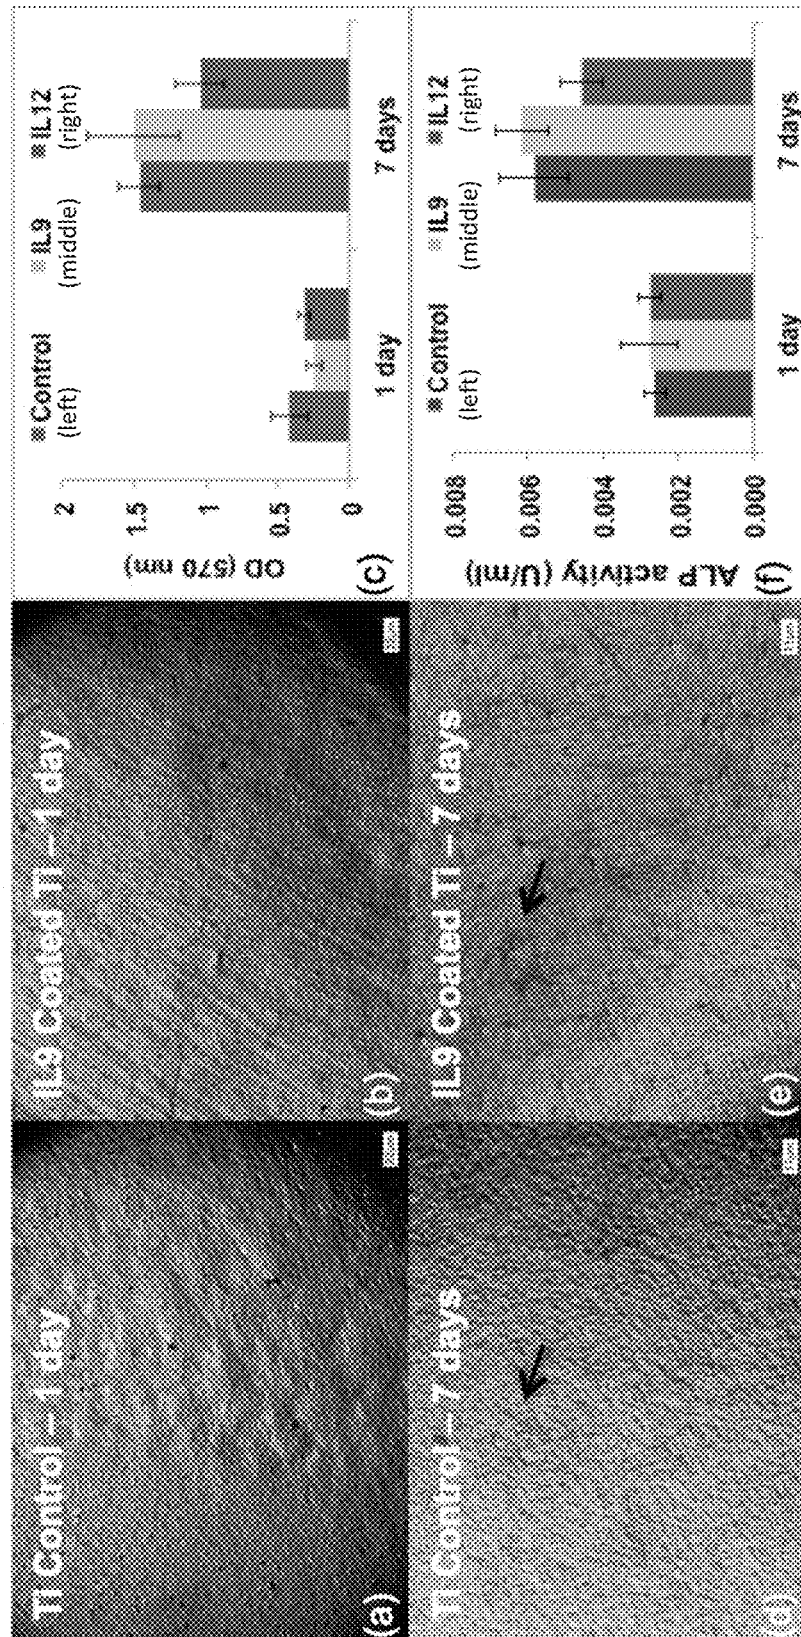 TI Control – 1 day
(a)
IL9 Coated Ti – 1 day
(b)
OD (570 nm)
2
1.5
1
0.5
0
Control
(left)
IL9
(middle)
IL12
(right)
1 day
7 days
(c)
TI Control – 7 days
(d)
IL9 Coated Ti – 7 days
(e)
ALP activity (U/ml)
0.008
0.006
0.004
0.002
0.000
Control
(left)
IL9
(middle)
IL12
(right)
1 day
7 days
(f)